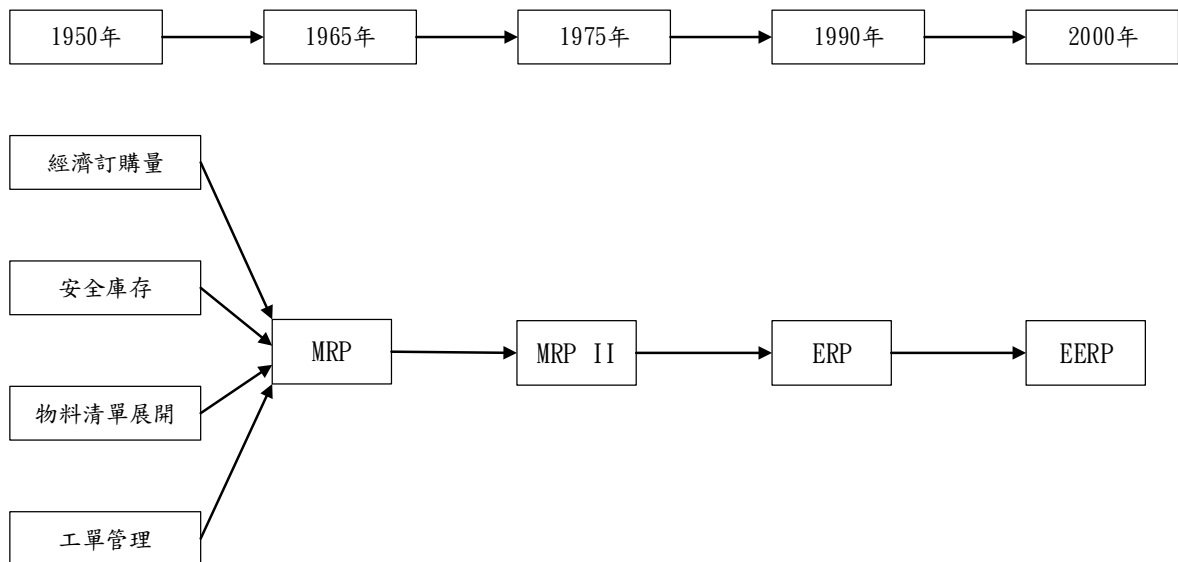 1950年
1965年
1975年
1990年
2000年
經濟訂購量
安全庫存
物料清單展開
工單管理
MRP
MRP II
ERP
EERP